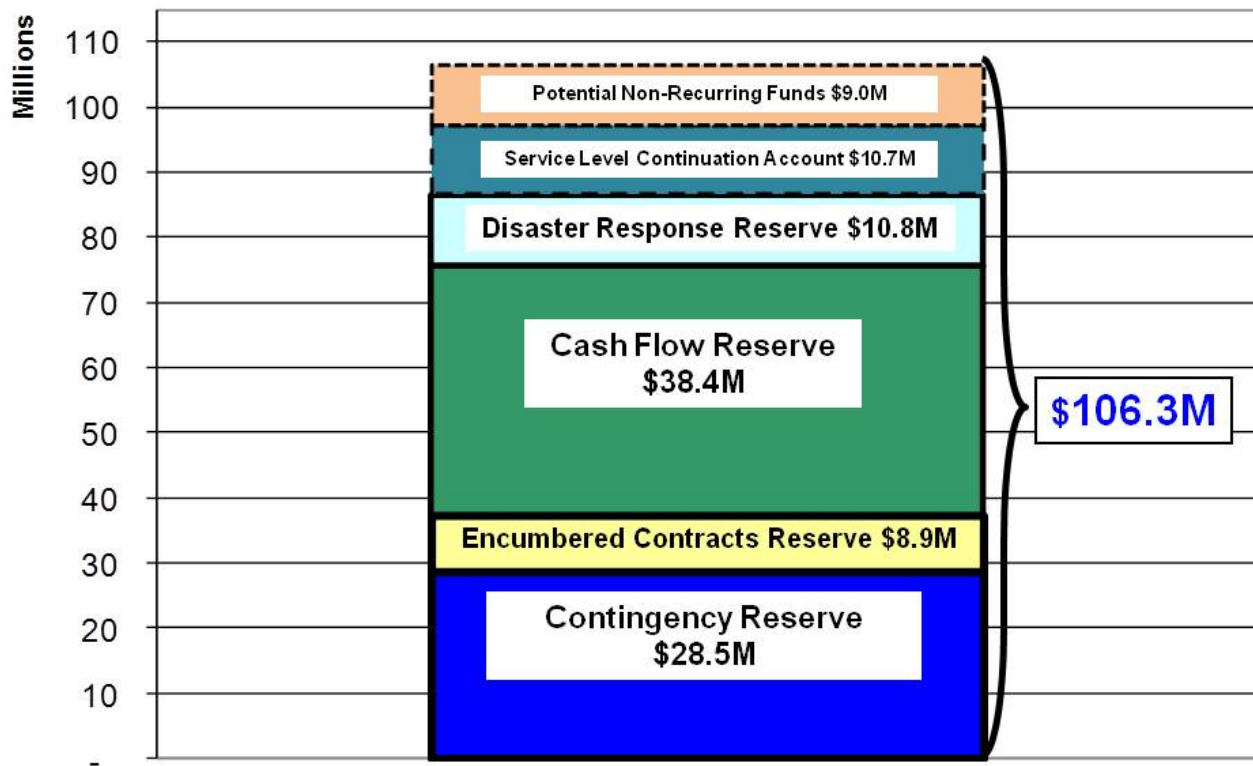 Millions
110
100
90
80
70
60
50
40
30
20
10
-
Potential Non-Recurring Funds $9.0M
Service Level Continuation Account $10.7M
Disaster Response Reserve $10.8M
Cash Flow Reserve
$38.4M
Encumbered Contracts Reserve $8.9M
Contingency Reserve
$28.5M
$106.3M